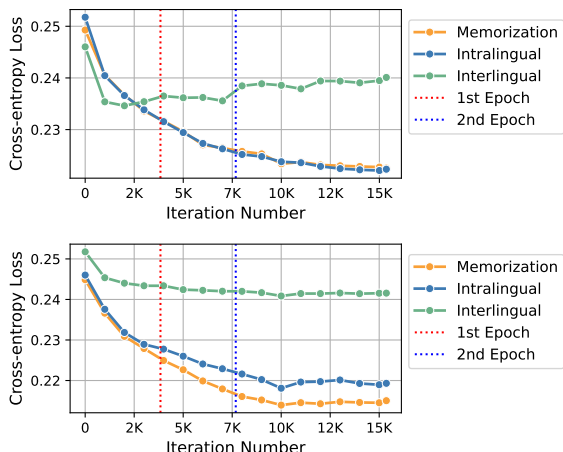 0.25
0.24
0.23
Cross-entropy Loss
0 2K 5K 7K 10K 12K 15K
Iteration Number
Memorization
Intralingual
Interlingual
1st Epoch
2nd Epoch
0.25
0.24
0.23
0.22
Cross-entropy Loss
0 2K 5K 7K 10K 12K 15K
Iteration Number
Memorization
Intralingual
Interlingual
1st Epoch
2nd Epoch